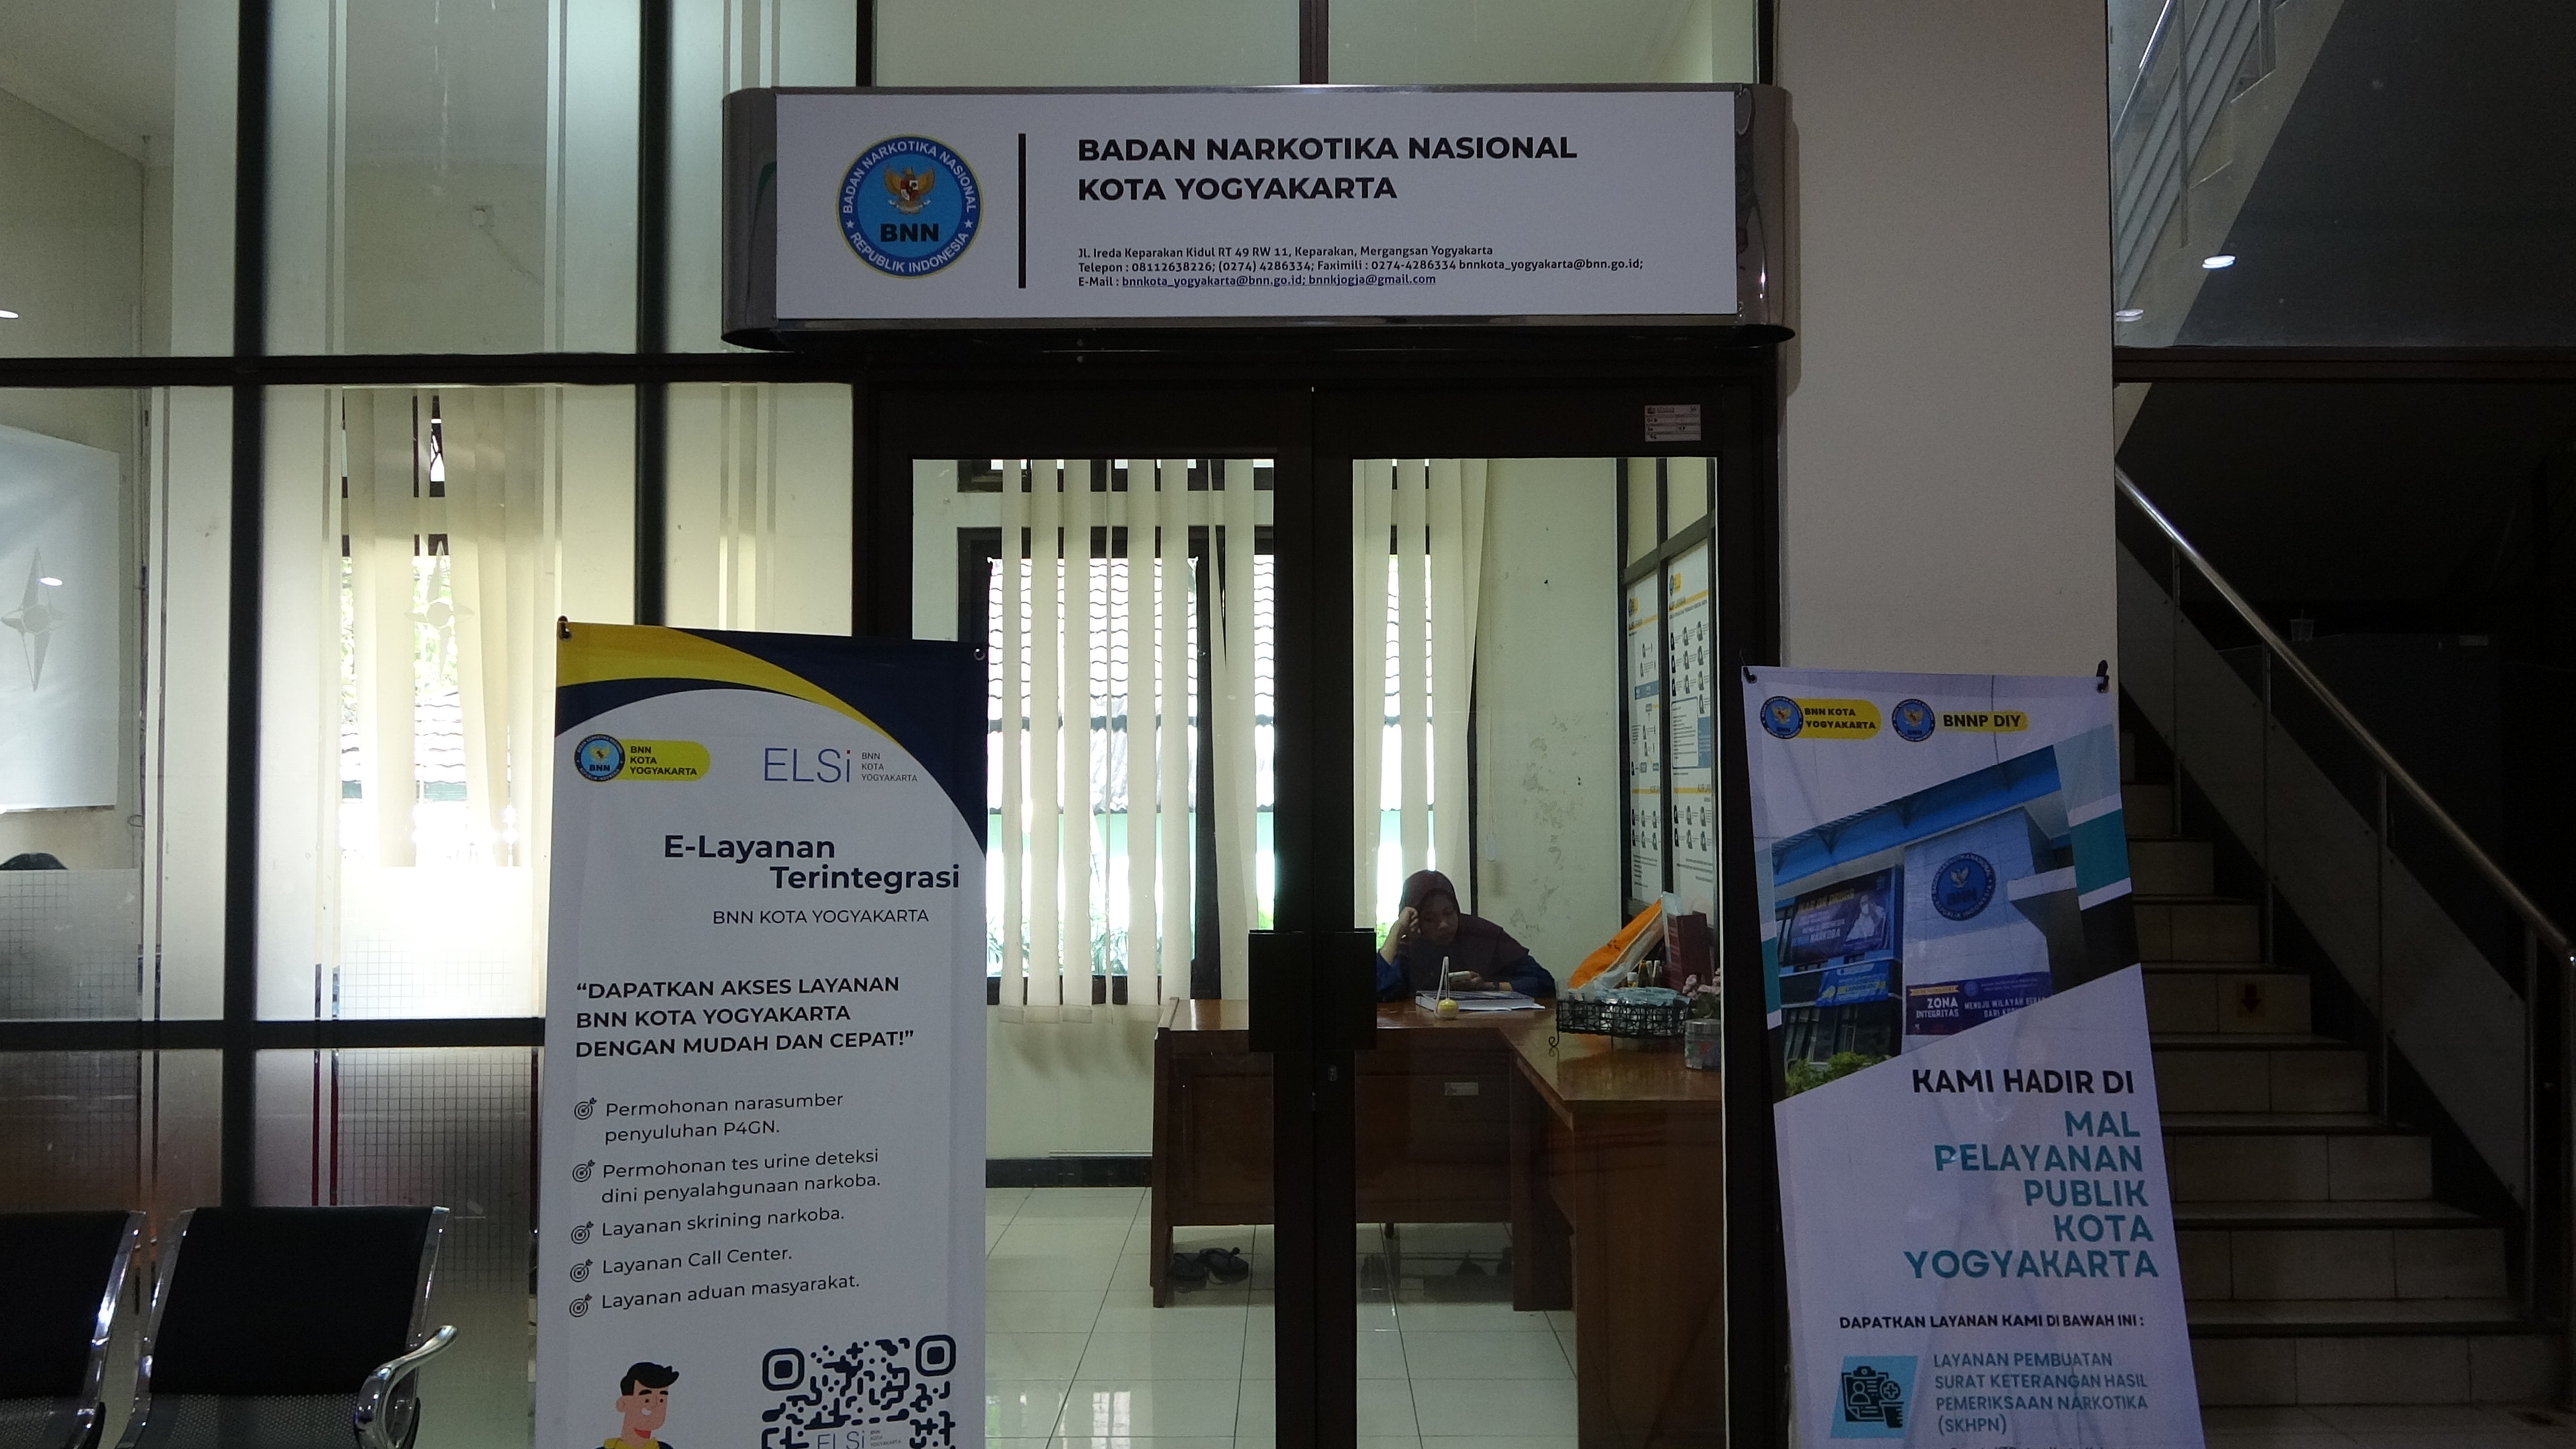 BADAN NARKOTIKA NASIONAL
REPUBLIK INDONESIA
BNN
BADAN NARKOTIKA NASIONAL
KOTA YOGYAKARTA
Jl. Ireda Keparakan Kidul RT 49 RW 11, Keparakan, Mergangsan Yogyakarta
Telepon : 08112638226; (0274) 4286334; Faximili : 0274-4286334 bnnkota_yogyakarta@bnn.go.id;
E-Mail : bnnkota_yogyakarta@bnn.go.id; bnnkjogja@gmail.com
BNN
BNN
KOTA
YOGYAKARTA
ELSi
BNN
KOTA
YOGYAKARTA
E-Layanan
Terintegrasi
BNN KOTA YOGYAKARTA
“DAPATKAN AKSES LAYANAN
BNN KOTA YOGYAKARTA
DENGAN MUDAH DAN CEPAT!”
Permohonan narasumber
penyuluhan P4GN.
Permohonan tes urine deteksi
dini penyalahgunaan narkoba.
Layanan skrining narkoba.
Layanan Call Center.
Layanan aduan masyarakat.
ELSi
BNN KOTA
YOGYAKARTA
BNNP DIY
ZONA
INTEGRITAS
KAMI HADIR DI
MAL
PELAYANAN
PUBLIK
KOTA
YOGYAKARTA
DAPATKAN LAYANAN KAMI DI BAWAH INI :
LAYANAN PEMBUATAN
SURAT KETERANGAN HASIL
PEMERIKSAAN NARKOTIKA
(SKHPN)